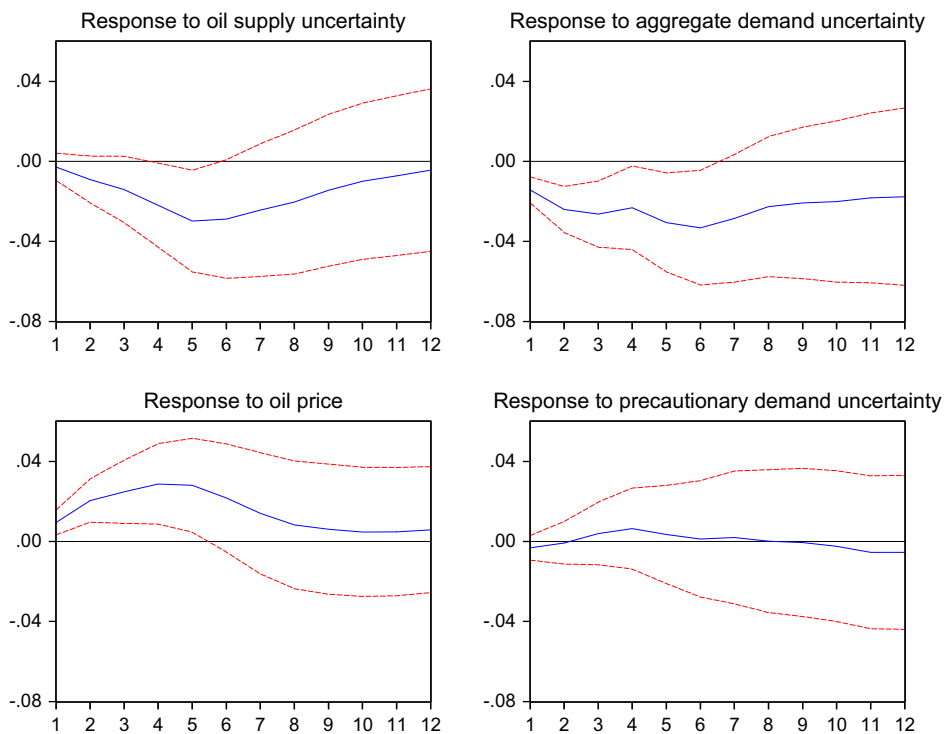 Response to oil supply uncertainty
.04
.00
-.04
-.08
1 2 3 4 5 6 7 8 9 10 11 12
Response to aggregate demand uncertainty
.04
.00
-.04
-.08
1 2 3 4 5 6 7 8 9 10 11 12
Response to oil price
.04
.00
-.04
-.08
1 2 3 4 5 6 7 8 9 10 11 12
Response to precautionary demand uncertainty
.04
.00
-.04
-.08
1 2 3 4 5 6 7 8 9 10 11 12